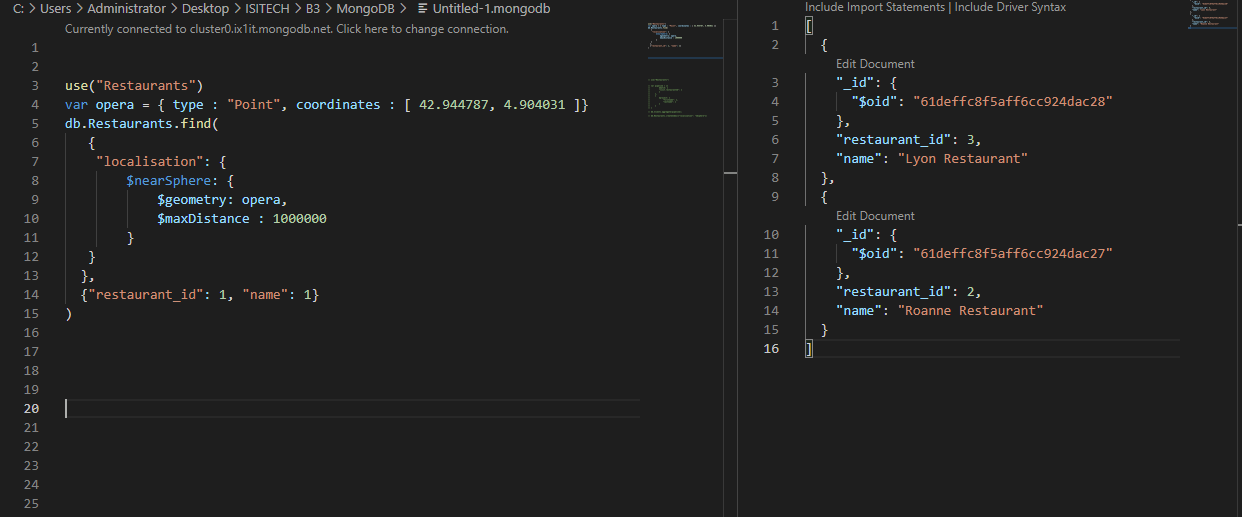 C: > Users > Administrator > Desktop > ISITECH > B3 > MongoDB > Untitled-1.mongodb
Currently connected to cluster0.ix1it.mongodb.net. Click here to change connection.
1
2
3 use("Restaurants")
4 var opera = { type : "Point", coordinates : [ 42.944787, 4.904031 ]}
5 db.Restaurants.find(
6 {
7 "localisation": {
8 $nearSphere: {
9 $geometry: opera,
10 $maxDistance : 1000000
11 }
12 }
13 },
14 {"restaurant_id": 1, "name": 1}
15 )
16
17
18
19
20
21
22
23
24
25
Include Import Statements | Include Driver Syntax
1 [
2 {
Edit Document
3 "_id": {
4 "$oid": "61deffc8f5aff6cc924dac28"
5 },
6 "restaurant_id": 3,
7 "name": "Lyon Restaurant"
8 },
9 {
Edit Document
10 "_id": {
11 "$oid": "61deffc8f5aff6cc924dac27"
12 },
13 "restaurant_id": 2,
14 "name": "Roanne Restaurant"
15 }
16 ]